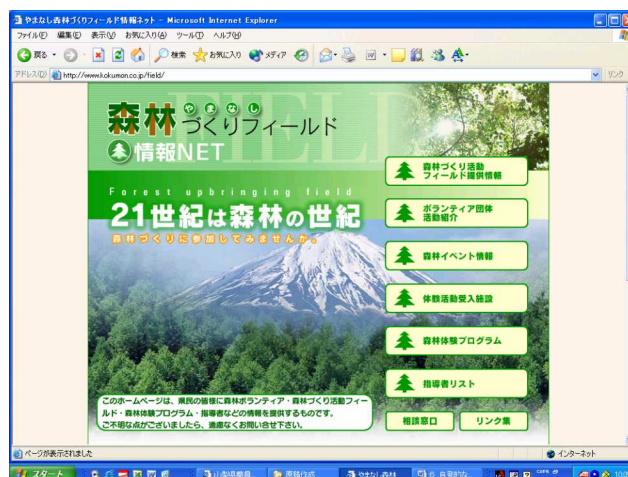 やまなし森林づくりフィールド情報ネット - Microsoft Internet Explorer
ファイル(F) 編集(E) 表示(V) お気に入り(A) ツール(T) ヘルプ(H)
戻る 検索 お気に入り メディア
アドレス(D) http://www.kokumon.co.jp/field/ リンク
FIELD
やまなし
森林づくりフィールド
情報NET
Forest upbringing field
21世紀は森林の世紀
森林づくりに参加してみませんか。
森林づくり活動
フィールド提供情報
ボランティア団体
活動紹介
森林イベント情報
体験活動受入施設
森林体験プログラム
指導者リスト
相談窓口 リンク集
このホームページは、県民の皆様に森林ボランティア・森林づくり活動フィー
ルド・森林体験プログラム・指導者などの情報を提供するものです。
ご不明な点がございましたら、遠慮なくお問い合せ下さい。
ページが表示されました インターネット
スタート 山梨県職員 原稿作成 やまなし森林